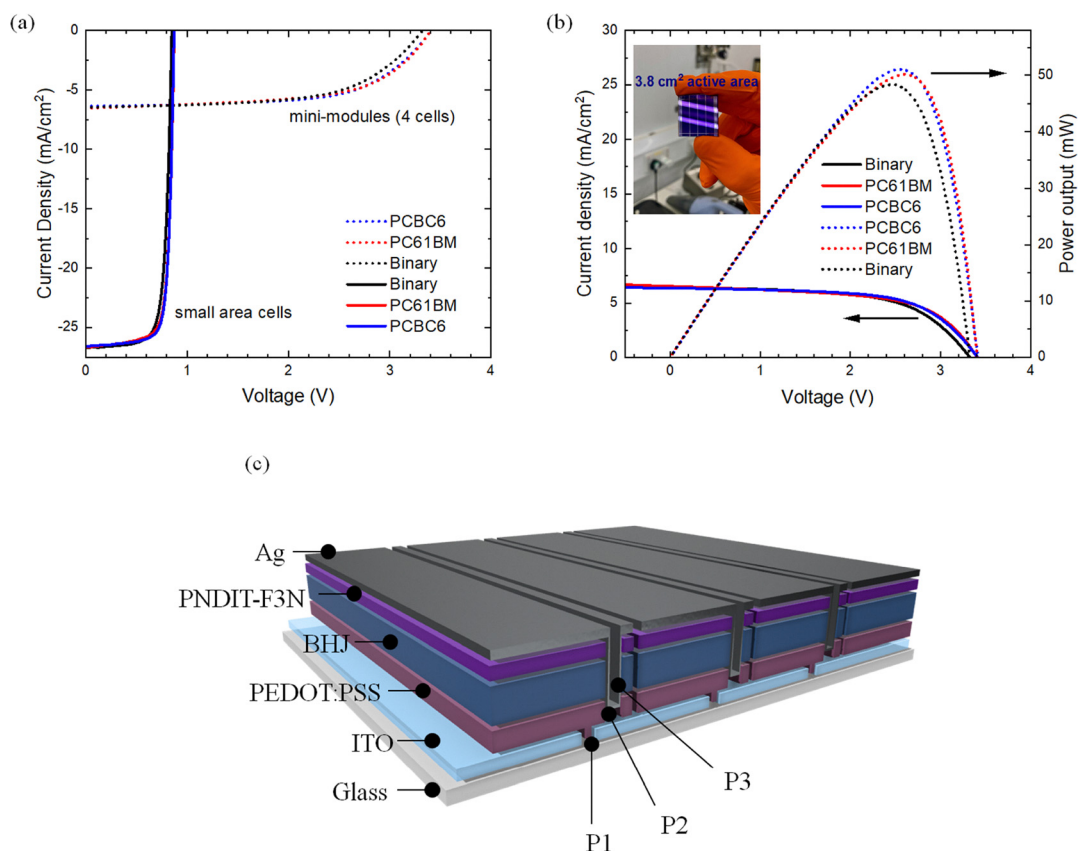 (a)
0
-5
-10
-15
-20
-25
Current Density (mA/cm²)
mini-modules (4 cells)
PCBC6
PC61BM
Binary
Binary
PC61BM
PCBC6
small area cells
0
1
2
3
4
Voltage (V)
(b)
30
25
20
15
10
5
0
Current density (mA/cm²)
3.8 cm² active area
Binary
PC61BM
PCBC6
PCBC6
PC61BM
Binary
50
40
30
20
10
0
Power output (mW)
0
1
2
3
4
Voltage (V)
(c)
Ag
PNDIT-F3N
BHJ
PEDOT:PSS
ITO
Glass
P3
P2
P1